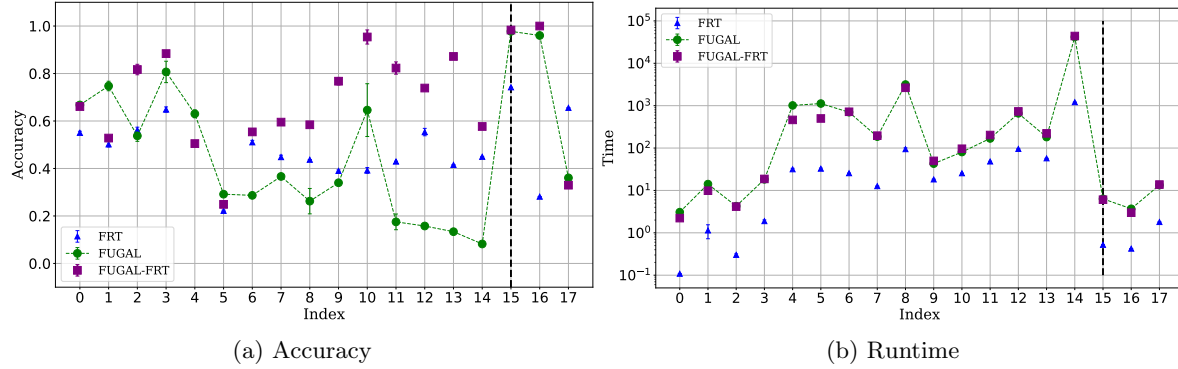 1.0
0.8
0.6
0.4
0.2
0.0
Accuracy
FRT
FUGAL
FUGAL-FRT
0 1 2 3 4 5 6 7 8 9 10 11 12 13 14 15 16 17
Index
(a) Accuracy
10^5
10^4
10^3
10^2
10^1
10^0
10^-1
Time
FRT
FUGAL
FUGAL-FRT
0 1 2 3 4 5 6 7 8 9 10 11 12 13 14 15 16 17
Index
(b) Runtime